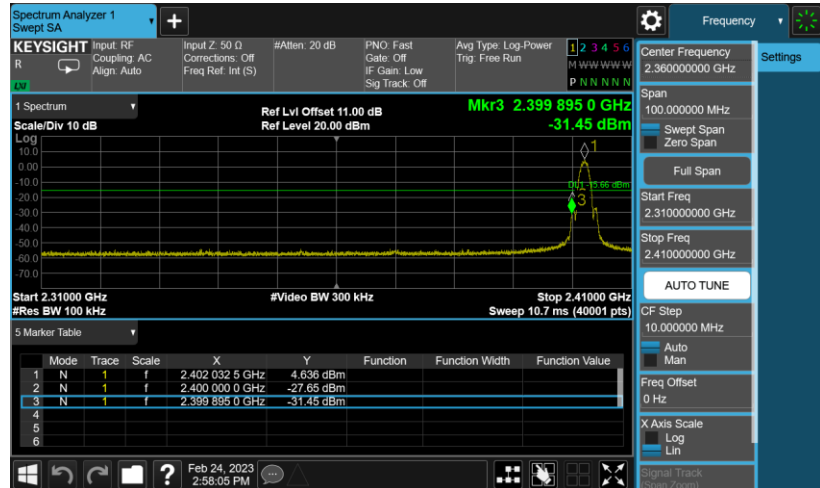 Spectrum Analyzer 1
Swept SA
+
Frequency
KEYSIGHT
R
LXI
Input: RF
Coupling: AC
Align: Auto
Input Z: 50 Ω
Corrections: Off
Freq Ref: Int (S)
#Atten: 20 dB
PNO: Fast
Gate: Off
IF Gain: Low
Sig Track: Off
Avg Type: Log-Power
Trig: Free Run
1 2 3 4 5 6
M W W W W W
P N N N N N
1 Spectrum
Scale/Div 10 dB
Ref Lvl Offset 11.00 dB
Ref Level 20.00 dBm
Mkr3 2.399 895 0 GHz
-31.45 dBm
Log
10.0
0.00
-10.0
-20.0
-30.0
-40.0
-50.0
-60.0
-70.0
1
DL1 -15.66 dBm
3
Start 2.31000 GHz
#Res BW 100 kHz
#Video BW 300 kHz
Stop 2.41000 GHz
Sweep 10.7 ms (40001 pts)
5 Marker Table
Mode Trace Scale X Y Function Function Width Function Value
1 N 1 f 2.402 032 5 GHz 4.636 dBm
2 N 1 f 2.400 000 0 GHz -27.65 dBm
3 N 1 f 2.399 895 0 GHz -31.45 dBm
4
5
6
Feb 24, 2023
2:58:05 PM
?
Settings
Center Frequency
2.360000000 GHz
Span
100.000000 MHz
Swept Span
Zero Span
Full Span
Start Freq
2.310000000 GHz
Stop Freq
2.410000000 GHz
AUTO TUNE
CF Step
10.000000 MHz
Auto
Man
Freq Offset
0 Hz
X Axis Scale
Log
Lin
Signal Track
(Span Zoom)